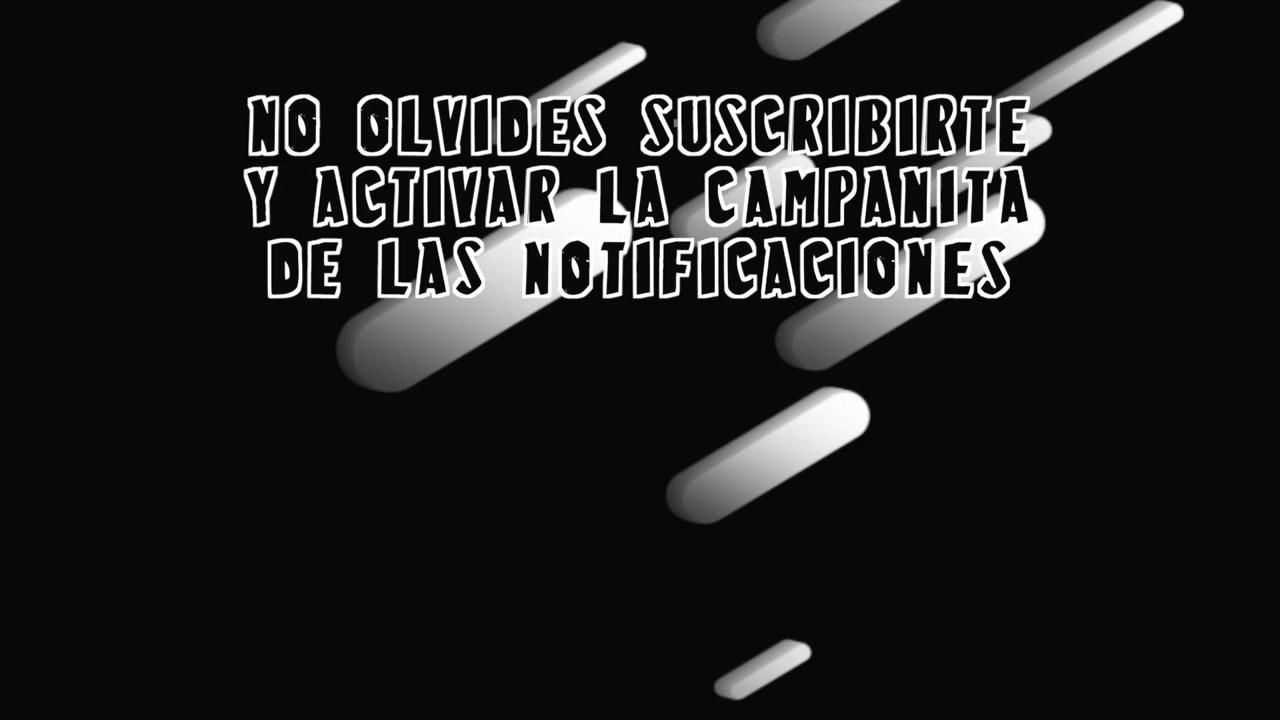 NO OLVIDES SUSCRIBIRTE
Y ACTIVAR LA CAMPANITA
DE LAS NOTIFICACIONES